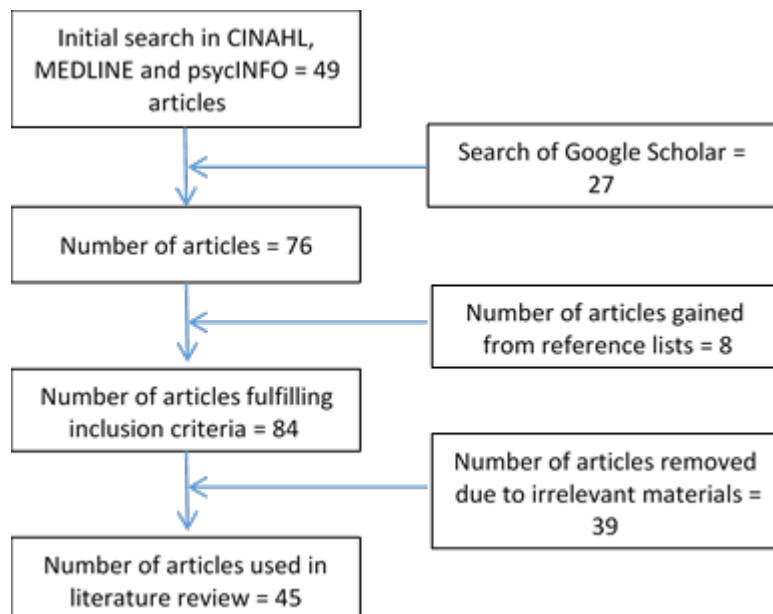 Initial search in CINAHL,
MEDLINE and psycINFO = 49
articles
Search of Google Scholar =
27
Number of articles = 76
Number of articles gained
from reference lists = 8
Number of articles fulfilling
inclusion criteria = 84
Number of articles removed
due to irrelevant materials =
39
Number of articles used in
literature review = 45